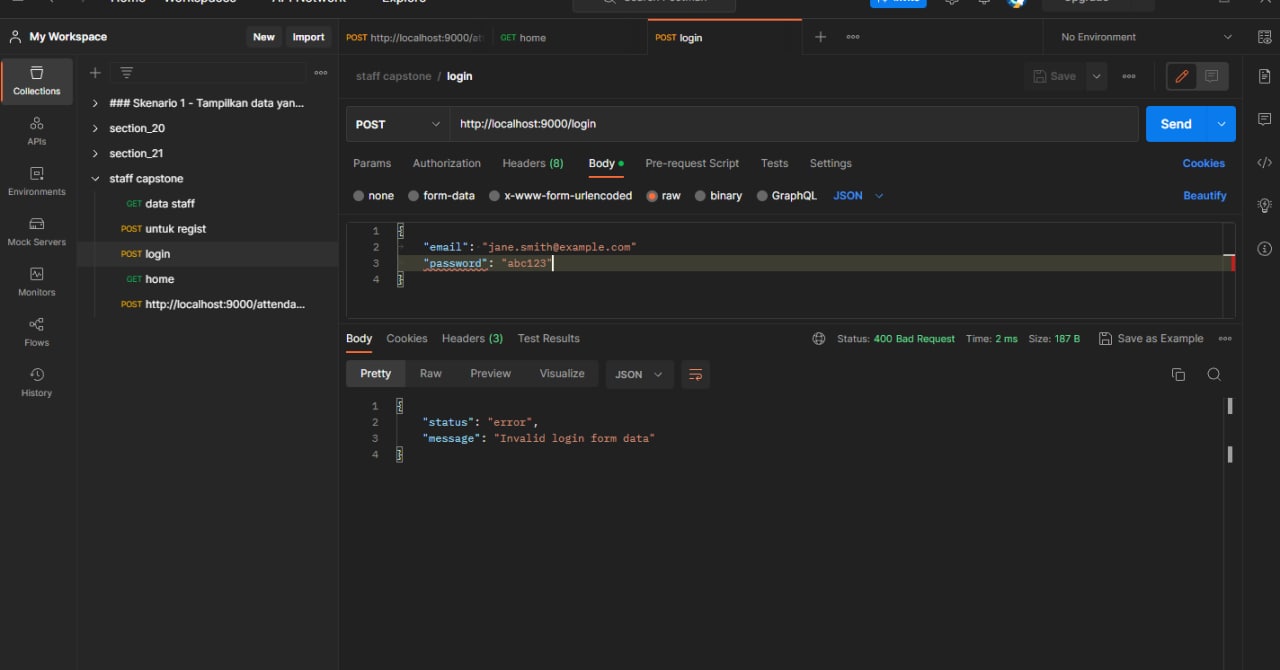 Home Workspaces API Network Explore Search Postman Invite Upgrade
My Workspace New Import
POST http://localhost:9000/att GET home POST login No Environment
Collections
APIs
Environments
Mock Servers
Monitors
Flows
History
### Skenario 1 - Tampilkan data yan...
section_20
section_21
staff capstone
GET data staff
POST untuk regist
POST login
GET home
POST http://localhost:9000/attenda...
staff capstone / login Save
POST http://localhost:9000/login Send
Params Authorization Headers (8) Body Pre-request Script Tests Settings Cookies
none form-data x-www-form-urlencoded raw binary GraphQL JSON Beautify
1 {
2 "email": "jane.smith@example.com"
3 "password": "abc123"
4 }
Body Cookies Headers (3) Test Results Status: 400 Bad Request Time: 2 ms Size: 187 B Save as Example
Pretty Raw Preview Visualize JSON
1 {
2 "status": "error",
3 "message": "Invalid login form data"
4 }